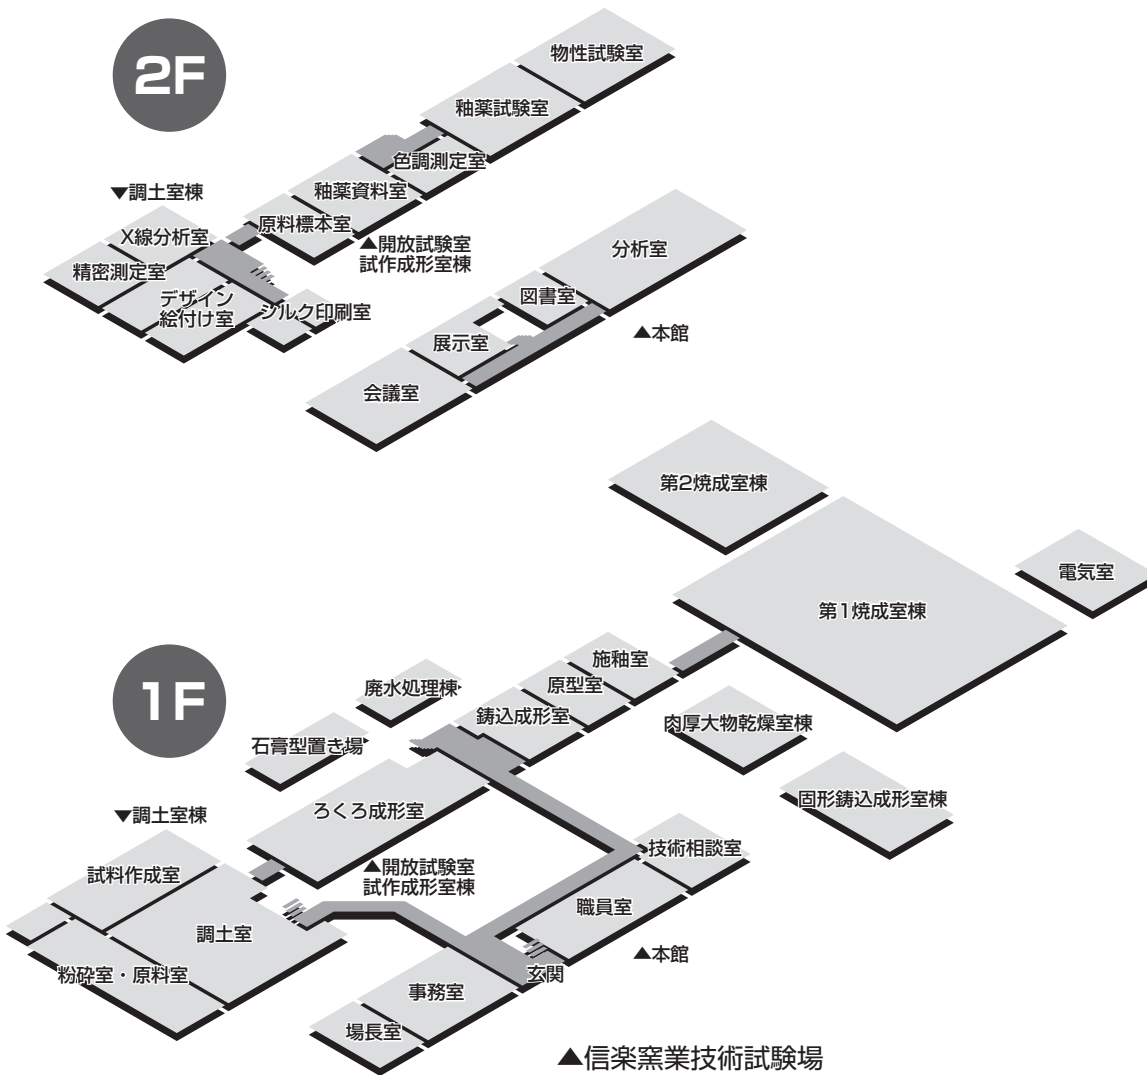 2F
物性試験室
釉薬試験室
色調測定室
釉薬資料室
▼調土室棟
原料標本室
X線分析室
▲開放試験室
試作成形室棟
精密測定室
デザイン
絵付け室
シルク印刷室
分析室
図書室
展示室
▲本館
会議室
第2焼成室棟
電気室
第1焼成室棟
1F
施釉室
原型室
廃水処理棟
鋳込成形室
肉厚大物乾燥室棟
石膏型置き場
固形鋳込成形室棟
ろくろ成形室
▼調土室棟
技術相談室
▲開放試験室
試作成形室棟
試料作成室
職員室
調土室
▲本館
粉砕室・原料室
玄関
事務室
場長室
▲信楽窯業技術試験場